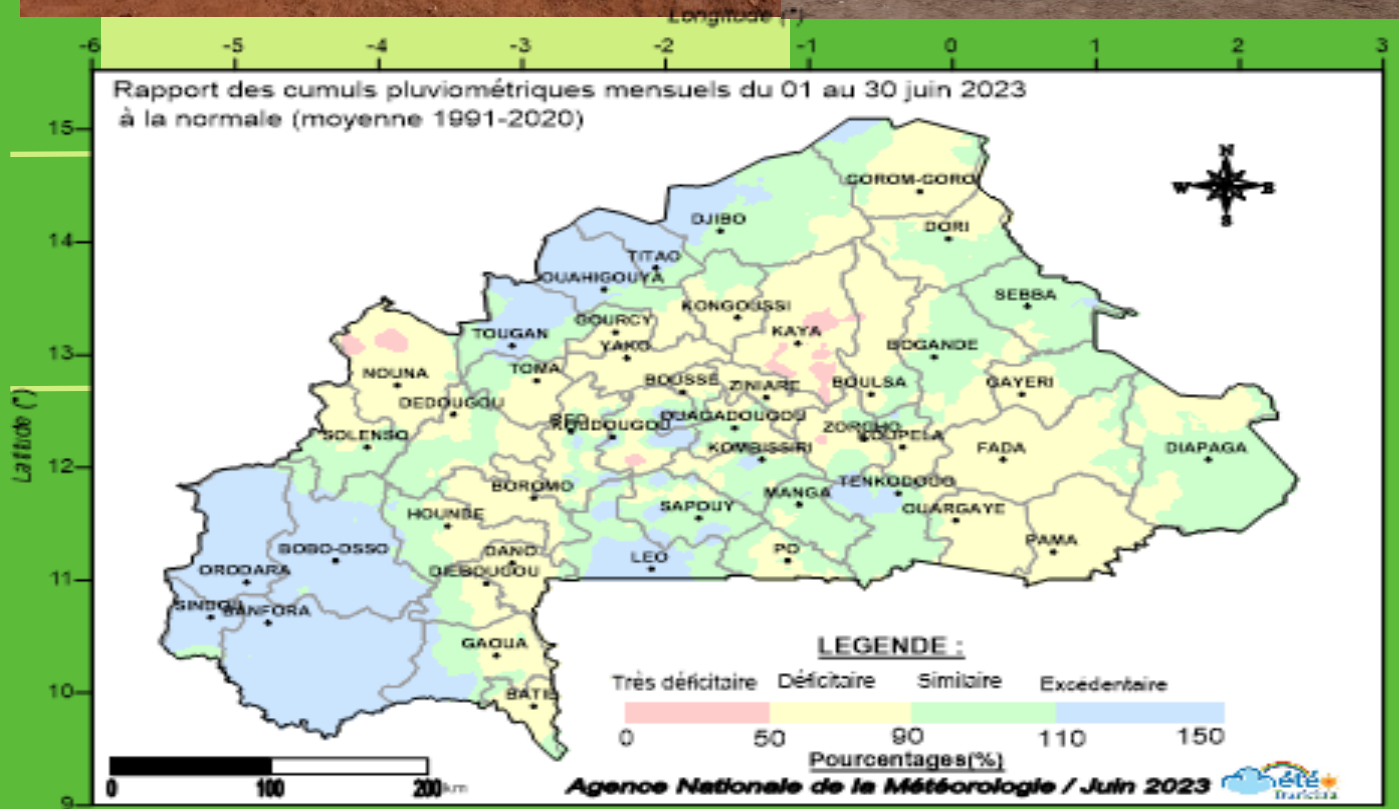 Longitude (°)
-6 -5 -4 -3 -2 -1 0 1 2 3
Rapport des cumuls pluviométriques mensuels du 01 au 30 juin 2023
à la normale (moyenne 1991-2020)
15
N
W E
S
GOROM-GORO
DJIBO
DORI
14
TITAO
OUAHIGOUYA
SEBBA
KONGOUSSI
GOURCY
TOUGAN
KAYA
YAKO
BOGANDE
13
TOMA
NOUNA
BOUSSE
ZINIARE
BOULSA
GAYERI
DEDOUGOU
Latitude (°)
REO
KOUDOUGOU
OUAGADOUGOU
ZORGHO
KOUPELA
SOLENSO
KOMBISSIRI
FADA
DIAPAGA
12
BOROMO
MANGA
TENKODOUG
SAPOUY
OUARGAYE
HOUNDE
BOBO-DSSO
DANO
LEO
PO
PAMA
ORODARA
DIEBOUGOU
11
SINDOU
BANFORA
GAOUA
LEGENDE :
Très déficitaire Déficitaire Similaire Excédentaire
10
BATIE
0 50 90 110 150
Pourcentages(%)
0 100 200 km
Agence Nationale de la Météorologie / Juin 2023
météo
9